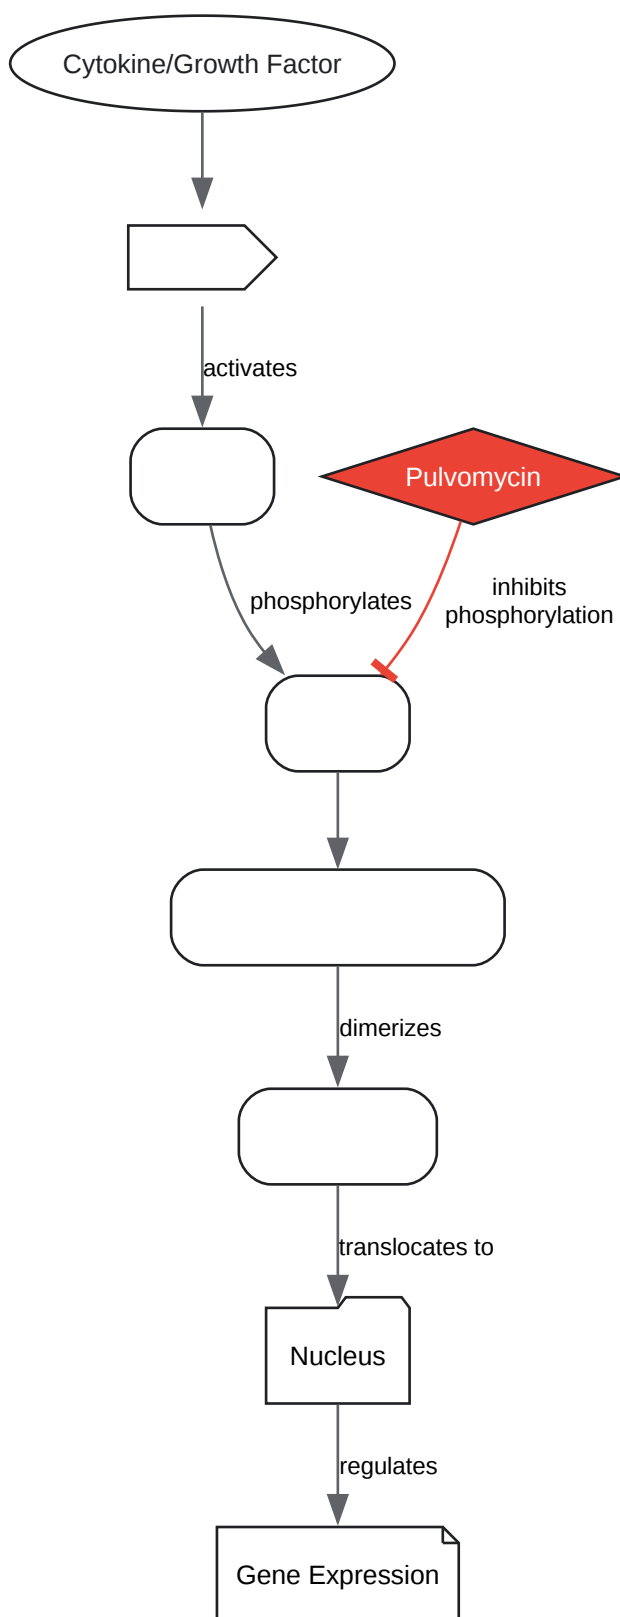 Cytokine/Growth Factor
activates
Pulvomycin
phosphorylates
inhibits
phosphorylation
dimerizes
translocates to
Nucleus
regulates
Gene Expression